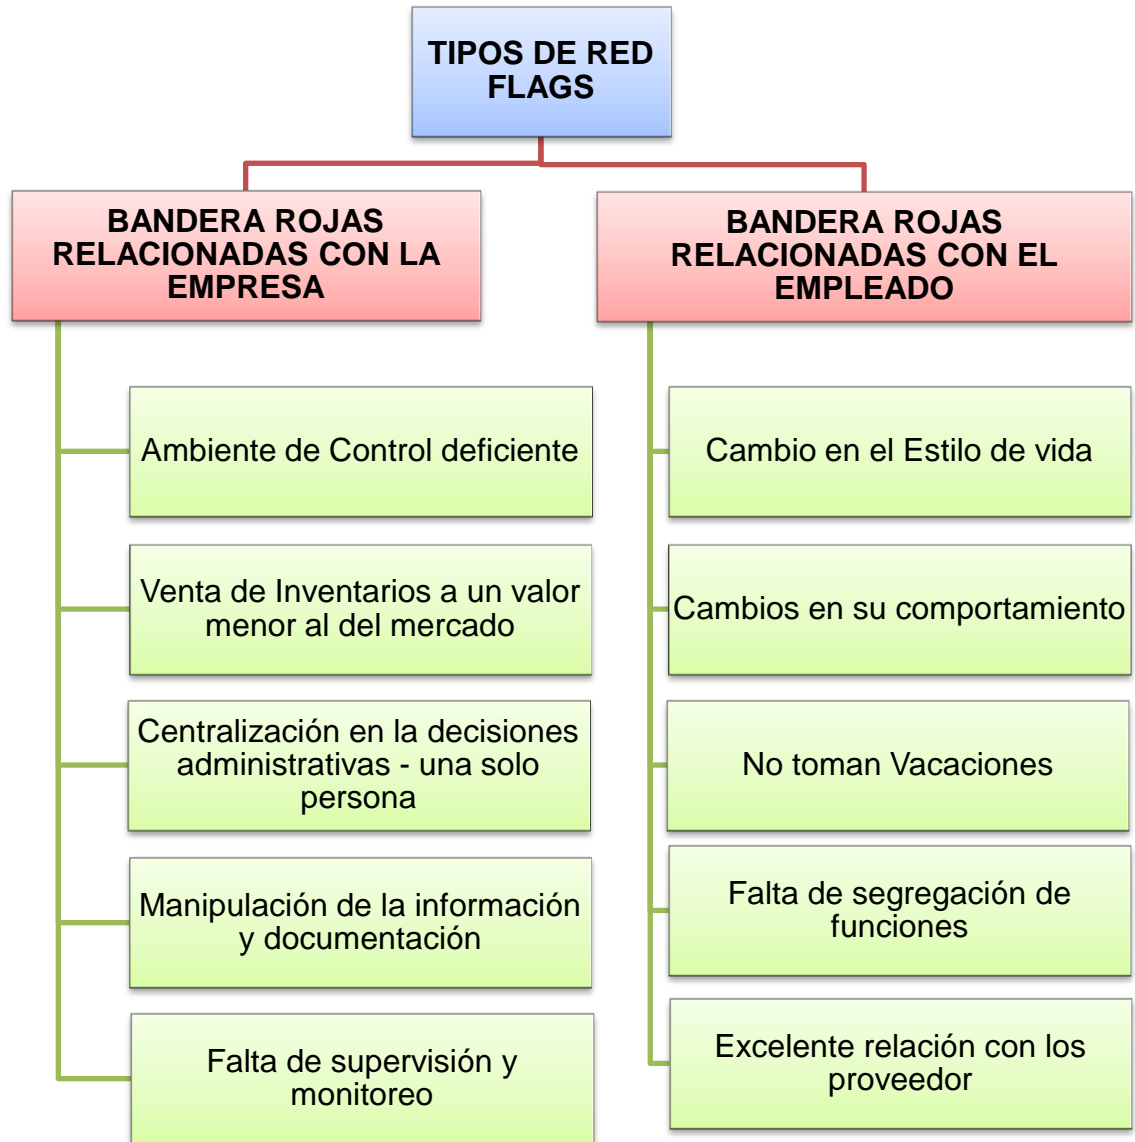 TIPOS DE RED
FLAGS
BANDERA ROJAS
RELACIONADAS CON LA
EMPRESA
Ambiente de Control deficiente
Venta de Inventarios a un valor
menor al del mercado
Centralización en la decisiones
administrativas - una solo
persona
Manipulación de la información
y documentación
Falta de supervisión y
monitoreo
BANDERA ROJAS
RELACIONADAS CON EL
EMPLEADO
Cambio en el Estilo de vida
Cambios en su comportamiento
No toman Vacaciones
Falta de segregación de
funciones
Excelente relación con los
proveedor